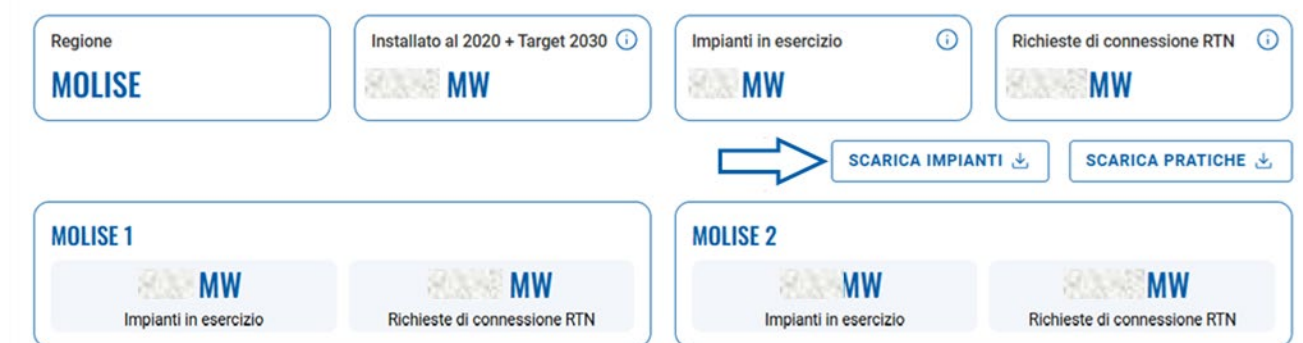 Regione
MOLISE
Installato al 2020 + Target 2030
MW
Impianti in esercizio
MW
Richieste di connessione RTN
MW
SCARICA IMPIANTI
SCARICA PRATICHE
MOLISE 1
MW
Impianti in esercizio
MW
Richieste di connessione RTN
MOLISE 2
MW
Impianti in esercizio
MW
Richieste di connessione RTN